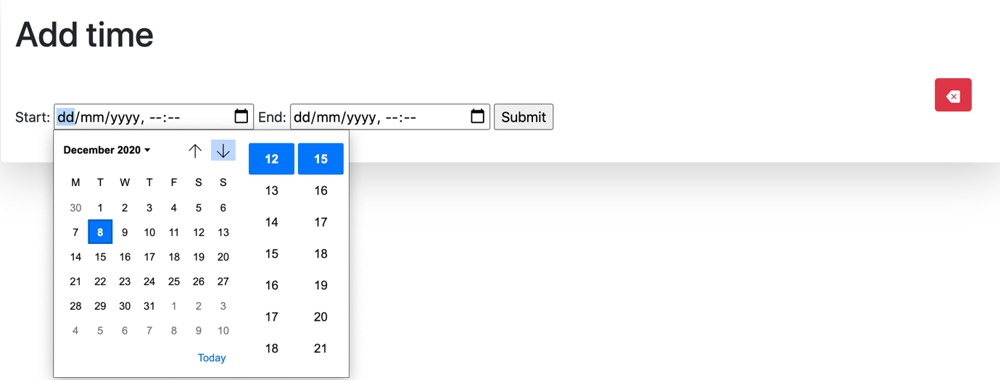 Add time
Start: dd/mm/yyyy, --:-- End: dd/mm/yyyy, --:-- Submit
December 2020 12 15
M T W T F S S 13 16
30 1 2 3 4 5 6 14 17
7 8 9 10 11 12 13 15 18
14 15 16 17 18 19 20 16 19
21 22 23 24 25 26 27 17 20
28 29 30 31 1 2 3 18 21
4 5 6 7 8 9 10
Today